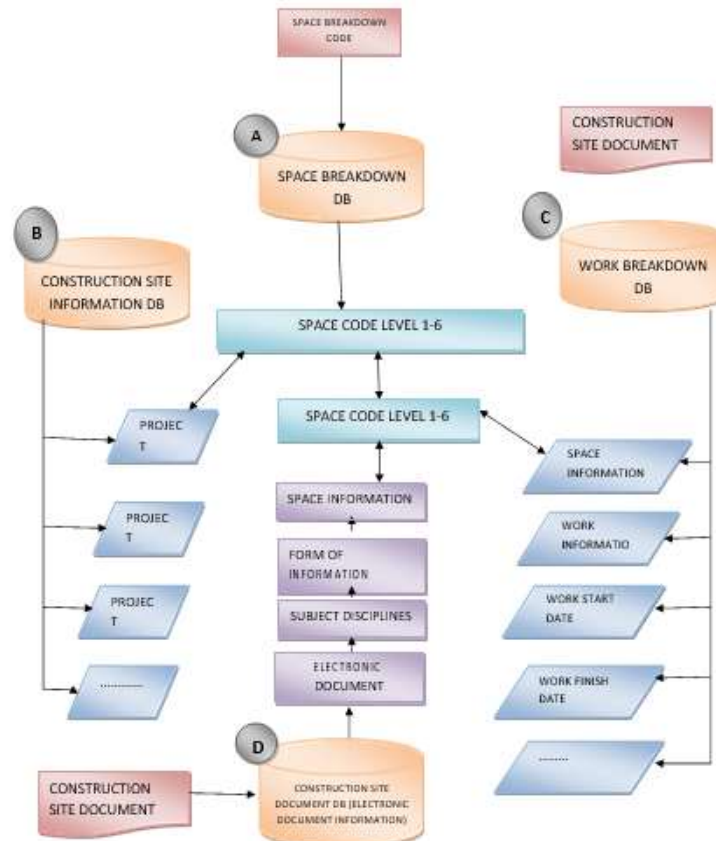 SPACE BREAKDOWN
CODE
A
SPACE BREAKDOWN
DB
CONSTRUCTION
SITE DOCUMENT
B
CONSTRUCTION SITE
INFORMATION DB
C
WORK BREAKDOWN
DB
SPACE CODE LEVEL 1-6
PROJEC
T
SPACE CODE LEVEL 1-6
SPACE
INFORMATION
SPACE INFORMATION
PROJEC
T
WORK
INFORMATIO
FORM OF
INFORMATION
PROJEC
T
SUBJECT DISCIPLINES
WORK START
DATE
ELECTRONIC
DOCUMENT
............
WORK FINISH
DATE
........
D
CONSTRUCTION
SITE DOCUMENT
CONSTRUCTION SITE
DOCUMENT DB (ELECTRONIC
DOCUMENT INFORMATION)